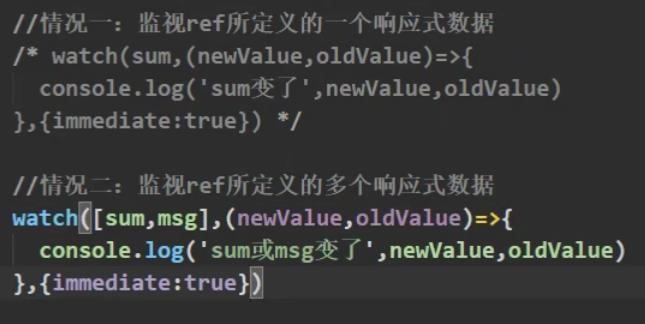 //情况一：监视ref所定义的一个响应式数据
/* watch(sum,(newValue,oldValue)=>{
  console.log('sum变了',newValue,oldValue)
},{immediate:true}) */
//情况二：监视ref所定义的多个响应式数据
watch([sum,msg],(newValue,oldValue)=>{
  console.log('sum或msg变了',newValue,oldValue)
},{immediate:true})